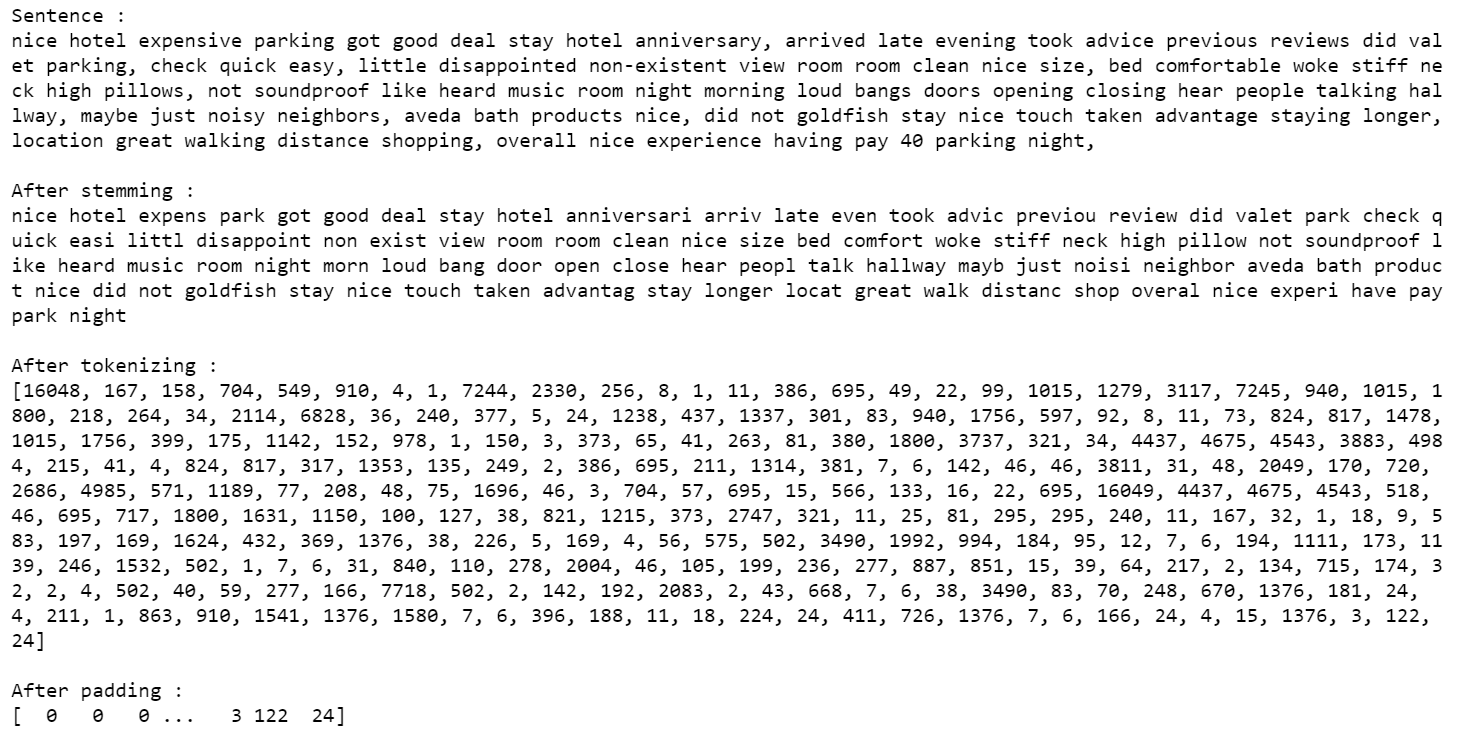 Sentence :
nice hotel expensive parking got good deal stay hotel anniversary, arrived late evening took advice previous reviews did val
et parking, check quick easy, little disappointed non-existent view room room clean nice size, bed comfortable woke stiff ne
ck high pillows, not soundproof like heard music room night morning loud bangs doors opening closing hear people talking hal
lway, maybe just noisy neighbors, aveda bath products nice, did not goldfish stay nice touch taken advantage staying longer,
location great walking distance shopping, overall nice experience having pay 40 parking night,
After stemming :
nice hotel expens park got good deal stay hotel anniversari arriv late even took advic previou review did valet park check q
uick easi littl disappoint non exist view room room clean nice size bed comfort woke stiff neck high pillow not soundproof l
ike heard music room night morn loud bang door open close hear peopl talk hallway mayb just noisi neighbor aveda bath produc
t nice did not goldfish stay nice touch taken advantag stay longer locat great walk distanc shop overal nice experi have pay
park night
After tokenizing :
[16048, 167, 158, 704, 549, 910, 4, 1, 7244, 2330, 256, 8, 1, 11, 386, 695, 49, 22, 99, 1015, 1279, 3117, 7245, 940, 1015, 1
800, 218, 264, 34, 2114, 6828, 36, 240, 377, 5, 24, 1238, 437, 1337, 301, 83, 940, 1756, 597, 92, 8, 11, 73, 824, 817, 1478,
1015, 1756, 399, 175, 1142, 152, 978, 1, 150, 3, 373, 65, 41, 263, 81, 380, 1800, 3737, 321, 34, 4437, 4675, 4543, 3883, 498
4, 215, 41, 4, 824, 817, 317, 1353, 135, 249, 2, 386, 695, 211, 1314, 381, 7, 6, 142, 46, 46, 3811, 31, 48, 2049, 170, 720,
2686, 4985, 571, 1189, 77, 208, 48, 75, 1696, 46, 3, 704, 57, 695, 15, 566, 133, 16, 22, 695, 16049, 4437, 4675, 4543, 518,
46, 695, 717, 1800, 1631, 1150, 100, 127, 38, 821, 1215, 373, 2747, 321, 11, 25, 81, 295, 295, 240, 11, 167, 32, 1, 18, 9, 5
83, 197, 169, 1624, 432, 369, 1376, 38, 226, 5, 169, 4, 56, 575, 502, 3490, 1992, 994, 184, 95, 12, 7, 6, 194, 1111, 173, 11
39, 246, 1532, 502, 1, 7, 6, 31, 840, 110, 278, 2004, 46, 105, 199, 236, 277, 887, 851, 15, 39, 64, 217, 2, 134, 715, 174, 3
2, 2, 4, 502, 40, 59, 277, 166, 7718, 502, 2, 142, 192, 2083, 2, 43, 668, 7, 6, 38, 3490, 83, 70, 248, 670, 1376, 181, 24,
4, 211, 1, 863, 910, 1541, 1376, 1580, 7, 6, 396, 188, 11, 18, 224, 24, 411, 726, 1376, 7, 6, 166, 24, 4, 15, 1376, 3, 122,
24]
After padding :
[ 0 0 0 ... 3 122 24]